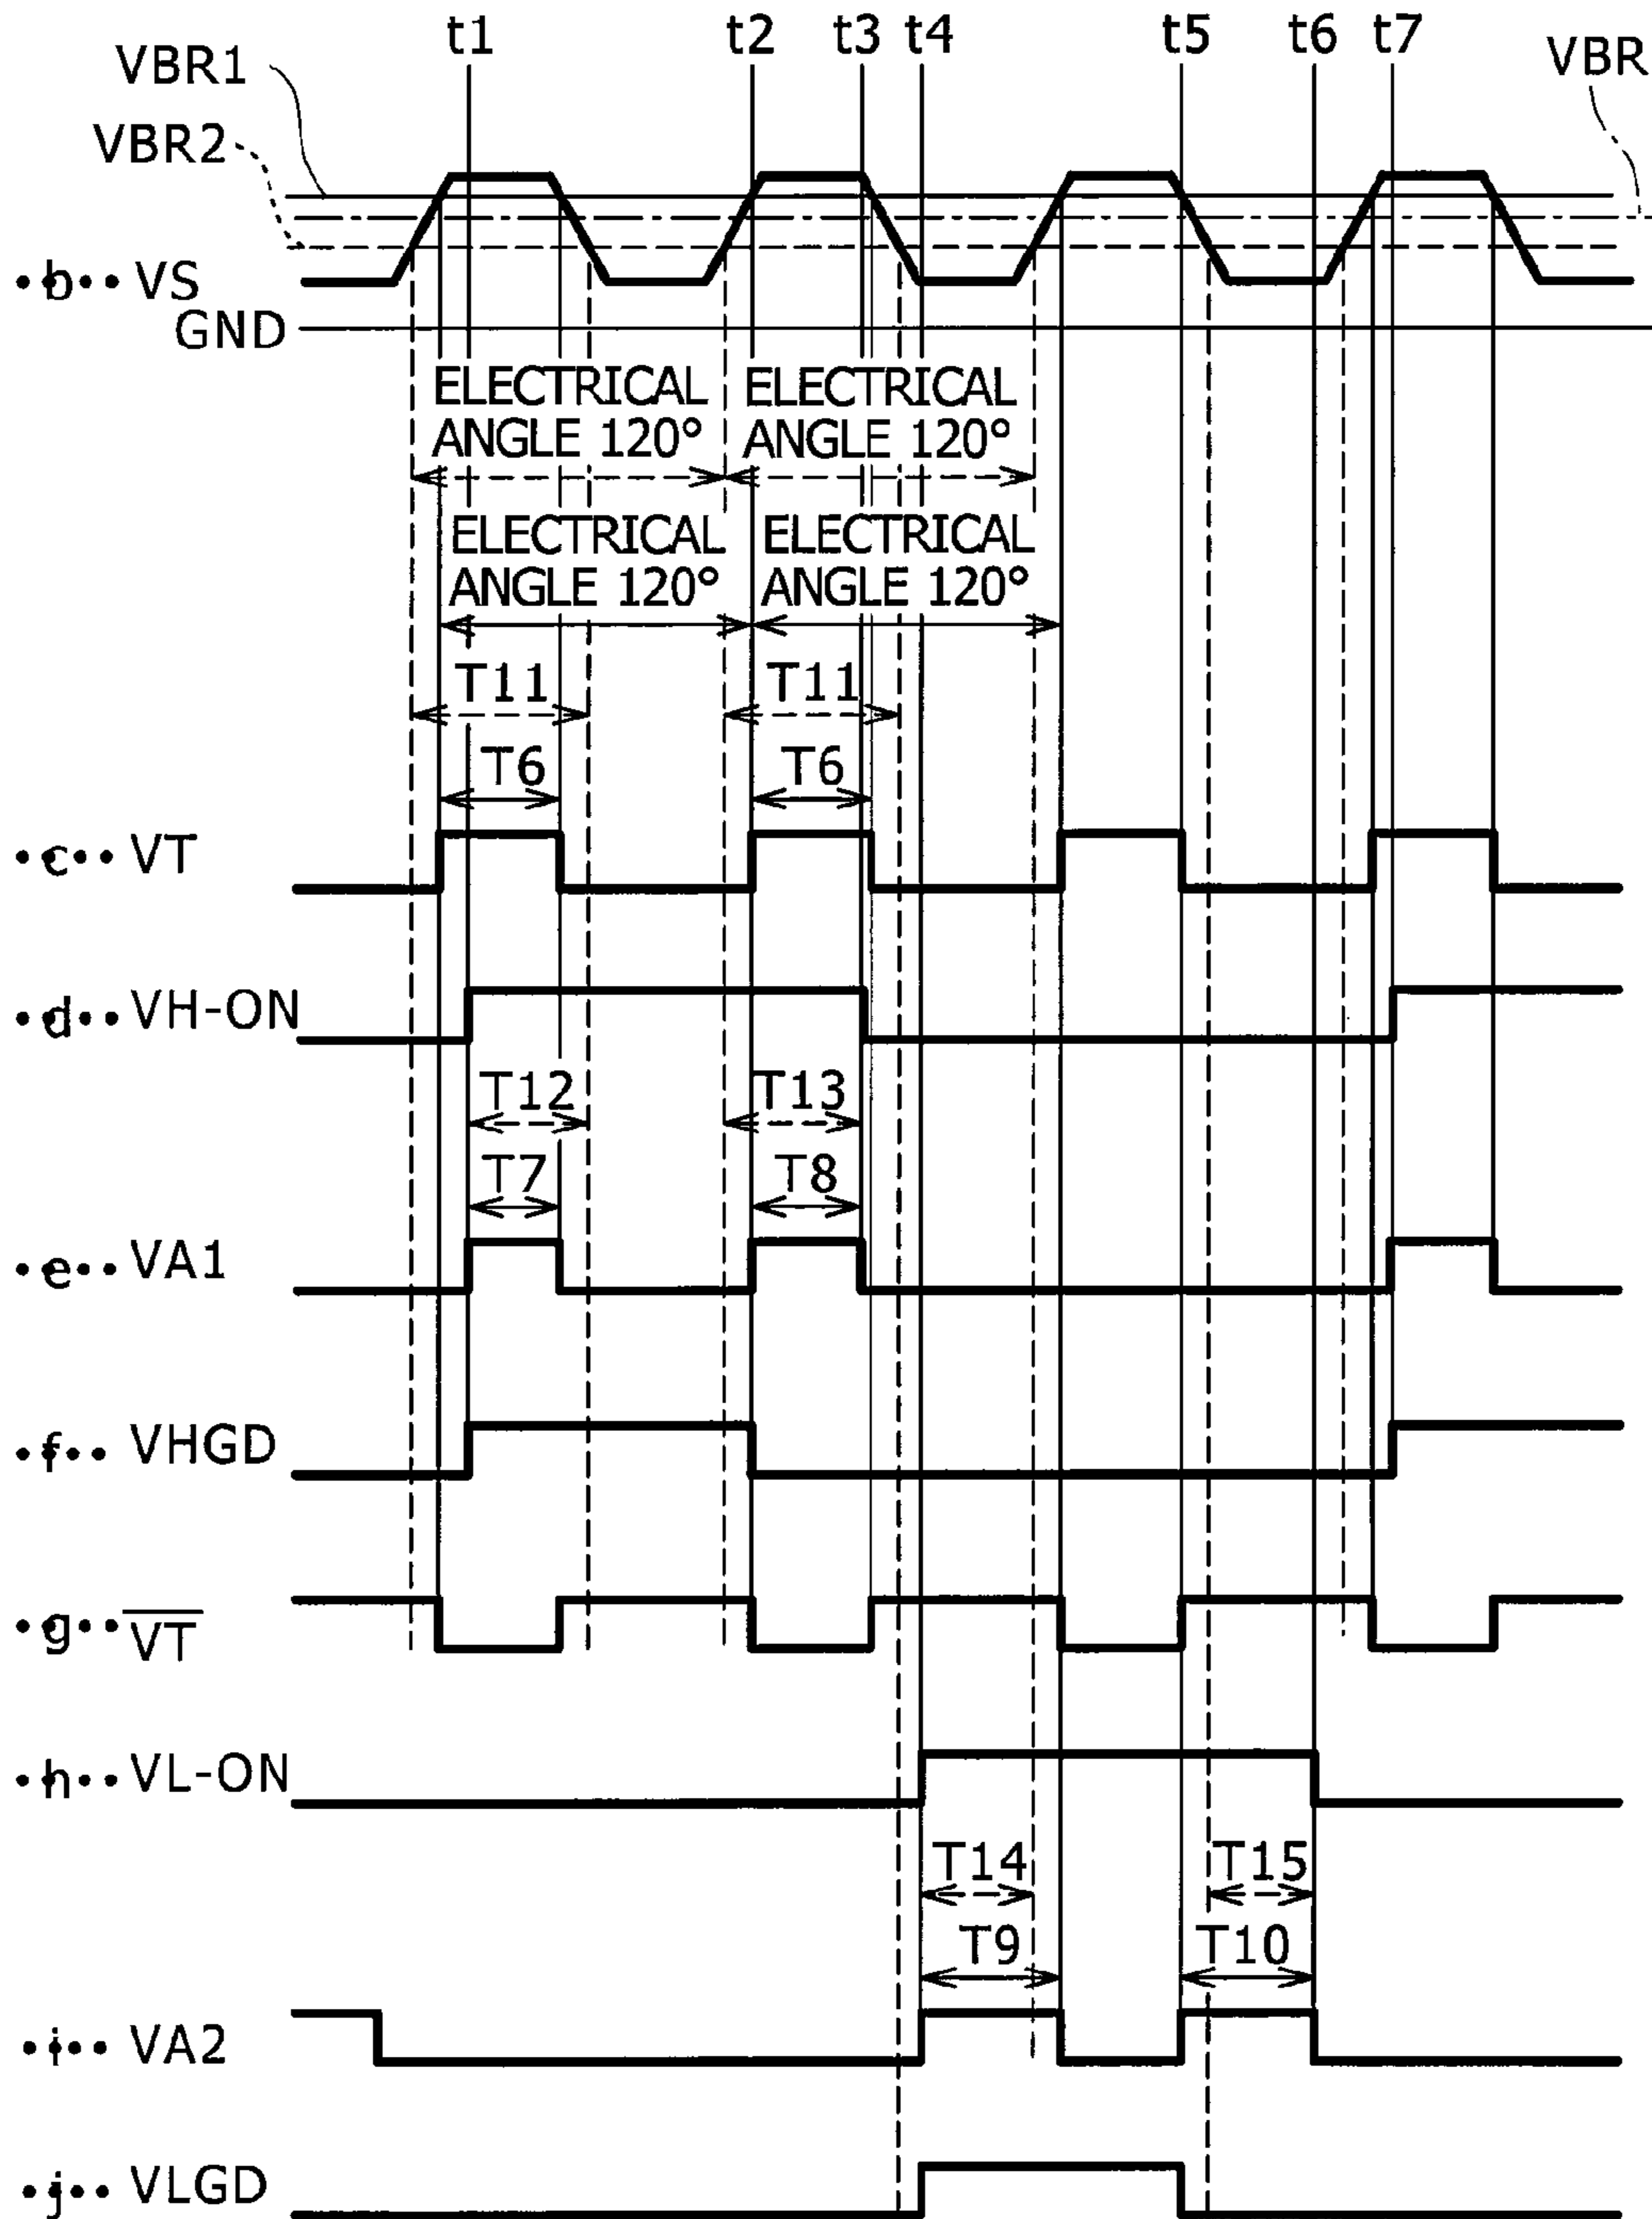 t1 t2 t3 t4 t5 t6 t7
VBR1
VBR
VBR2
•b•• VS
GND
ELECTRICAL ANGLE 120°
ELECTRICAL ANGLE 120°
ELECTRICAL ANGLE 120°
ELECTRICAL ANGLE 120°
T11 T11
T6 T6
•c•• VT
•d•• VH-ON
T12 T13
T7 T8
•e•• VA1
•f•• VHGD
•g•• V̅T̅
•h•• VL-ON
T14 T15
T9 T10
•i•• VA2
•j•• VLGD